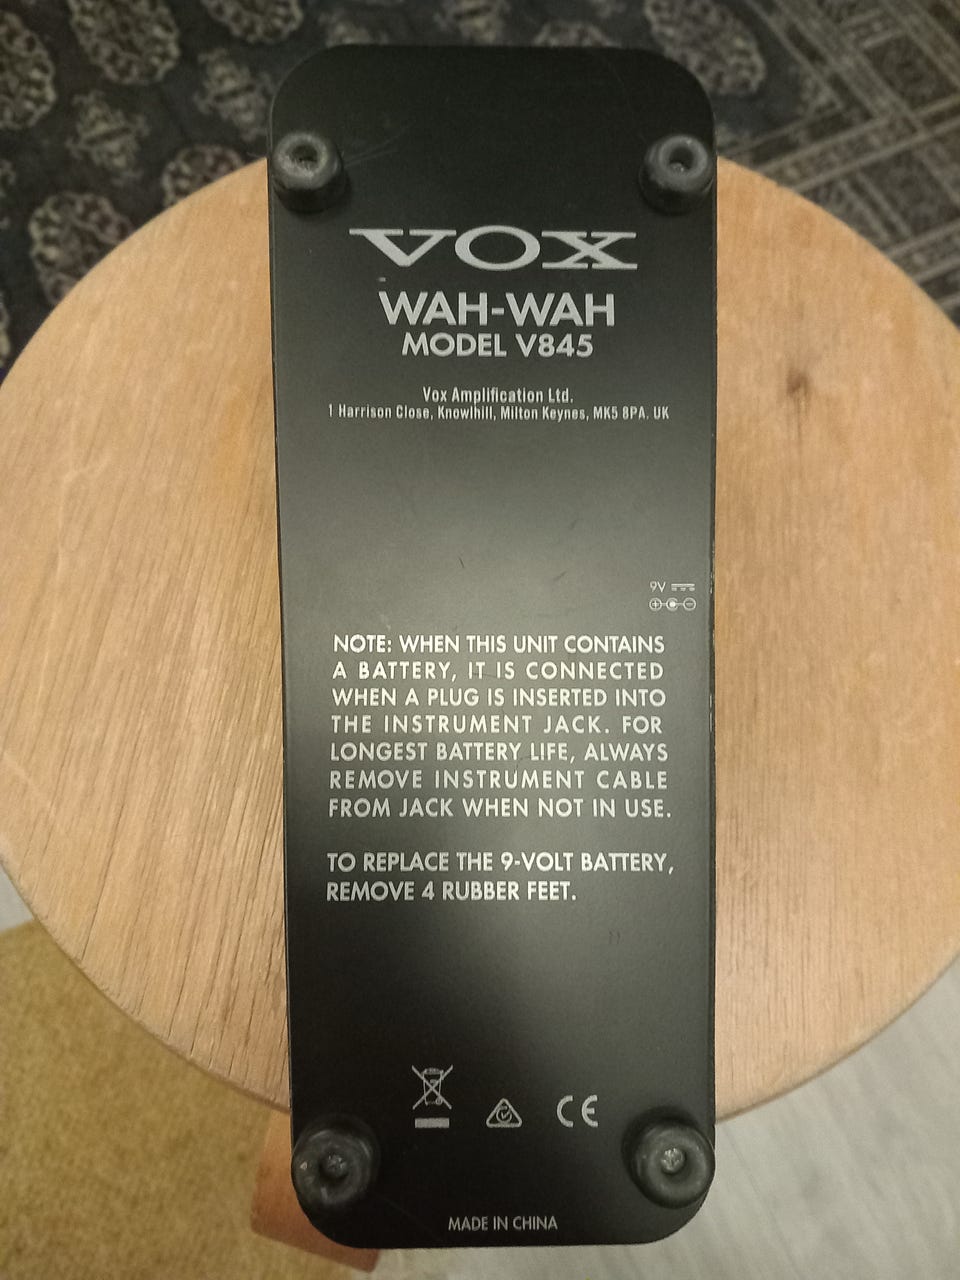 VOX
WAH-WAH
MODEL V845
Vox Amplification Ltd.
1 Harrison Close, Knowlhill, Milton Keynes, MK5 8PA. UK
9V
NOTE: WHEN THIS UNIT CONTAINS
A BATTERY, IT IS CONNECTED
WHEN A PLUG IS INSERTED INTO
THE INSTRUMENT JACK. FOR
LONGEST BATTERY LIFE, ALWAYS
REMOVE INSTRUMENT CABLE
FROM JACK WHEN NOT IN USE.
TO REPLACE THE 9-VOLT BATTERY,
REMOVE 4 RUBBER FEET.
CE
MADE IN CHINA